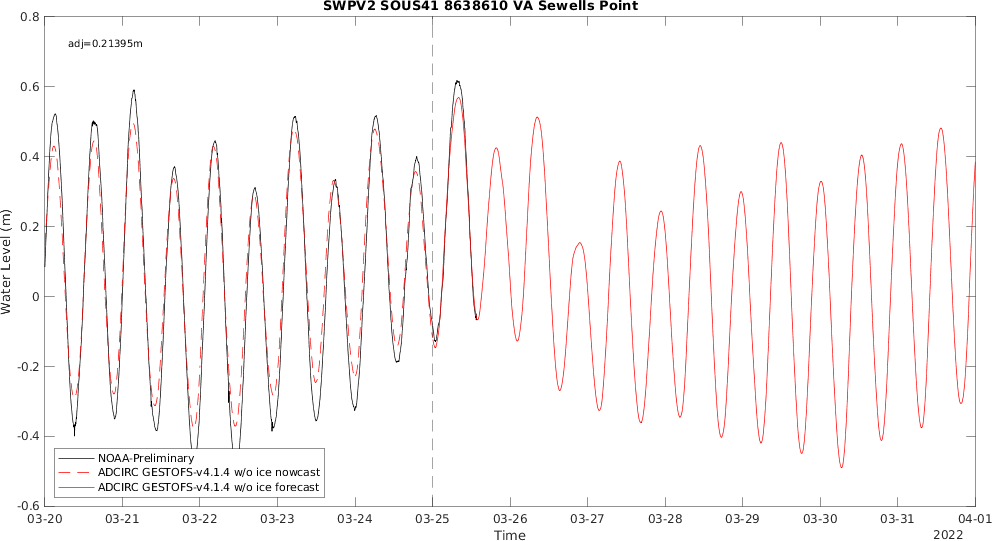 SWPV2 SOUS41 8638610 VA Sewells Point
adj=0.21395m
0.8
0.6
0.4
0.2
0
-0.2
-0.4
-0.6
Water Level (m)
NOAA-Preliminary
ADCIRC GESTOFS-v4.1.4 w/o ice nowcast
ADCIRC GESTOFS-v4.1.4 w/o ice forecast
03-20 03-21 03-22 03-23 03-24 03-25 03-26 03-27 03-28 03-29 03-30 03-31 04-01
Time
2022